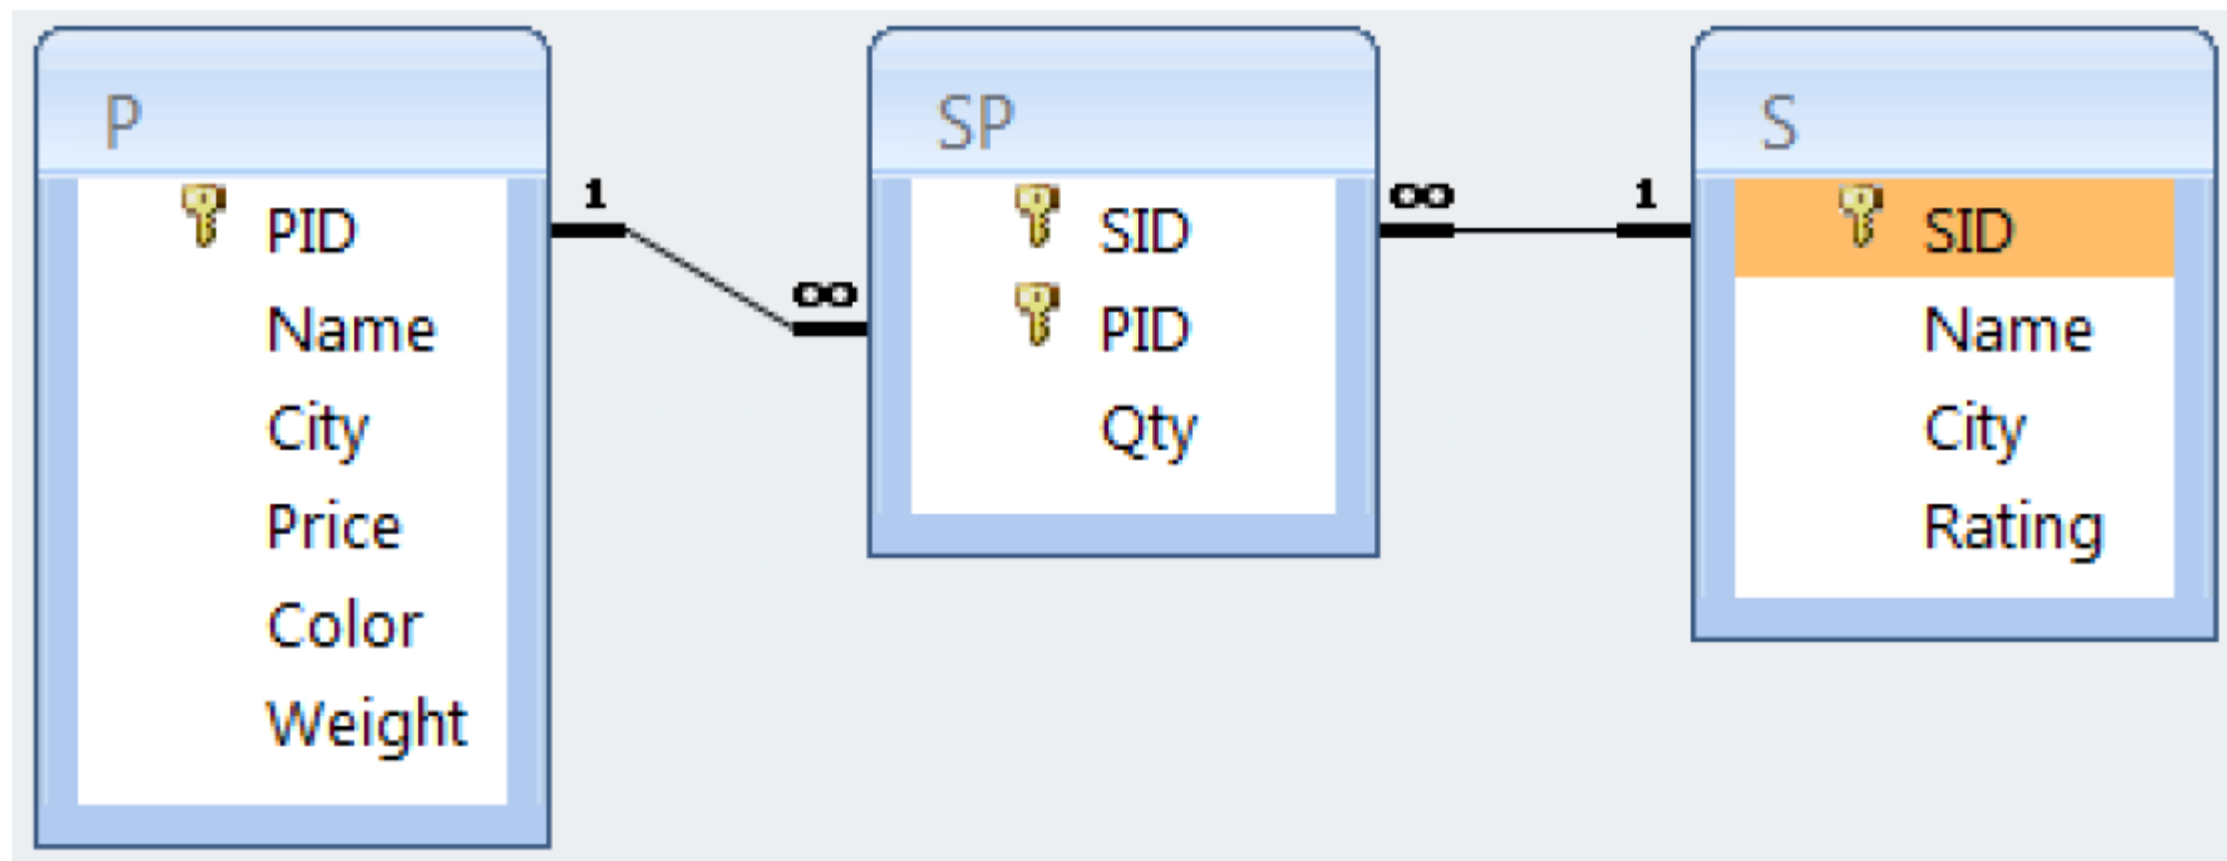 P
PID
Name
City
Price
Color
Weight
1
∞
SP
SID
PID
Qty
∞
1
S
SID
Name
City
Rating